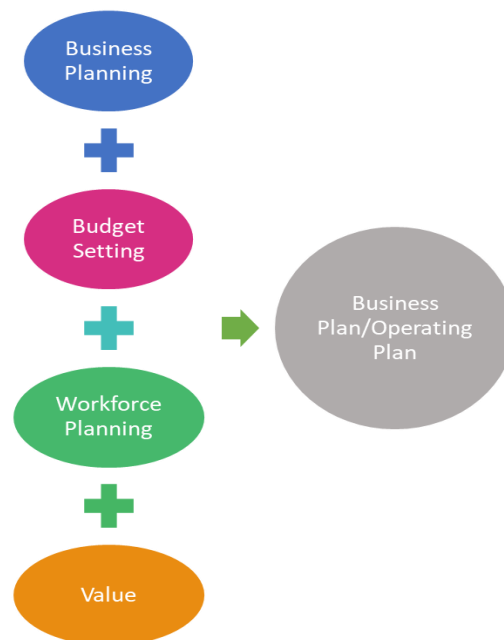 Business
Planning
Budget
Setting
Workforce
Planning
Value
Business
Plan/Operating
Plan